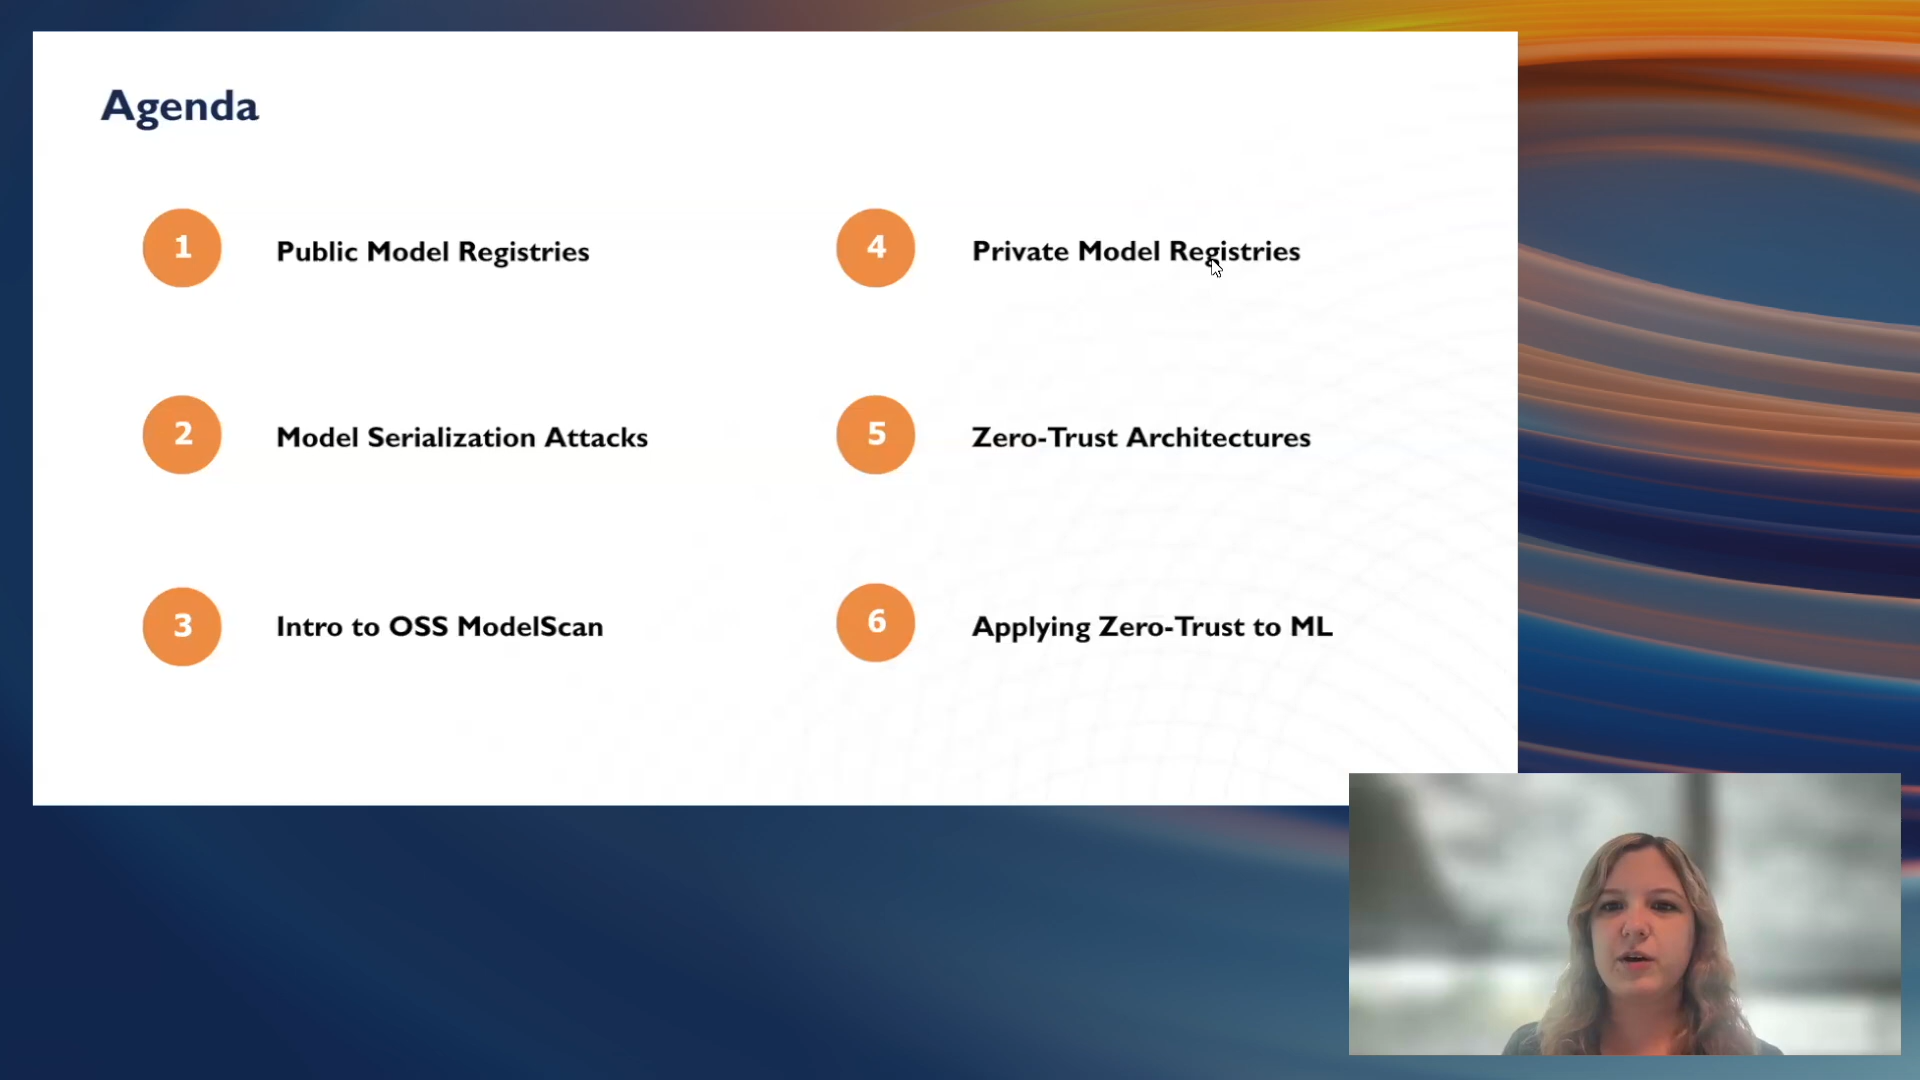 Agenda
1 Public Model Registries
2 Model Serialization Attacks
3 Intro to OSS ModelScan
4 Private Model Registries
5 Zero-Trust Architectures
6 Applying Zero-Trust to ML